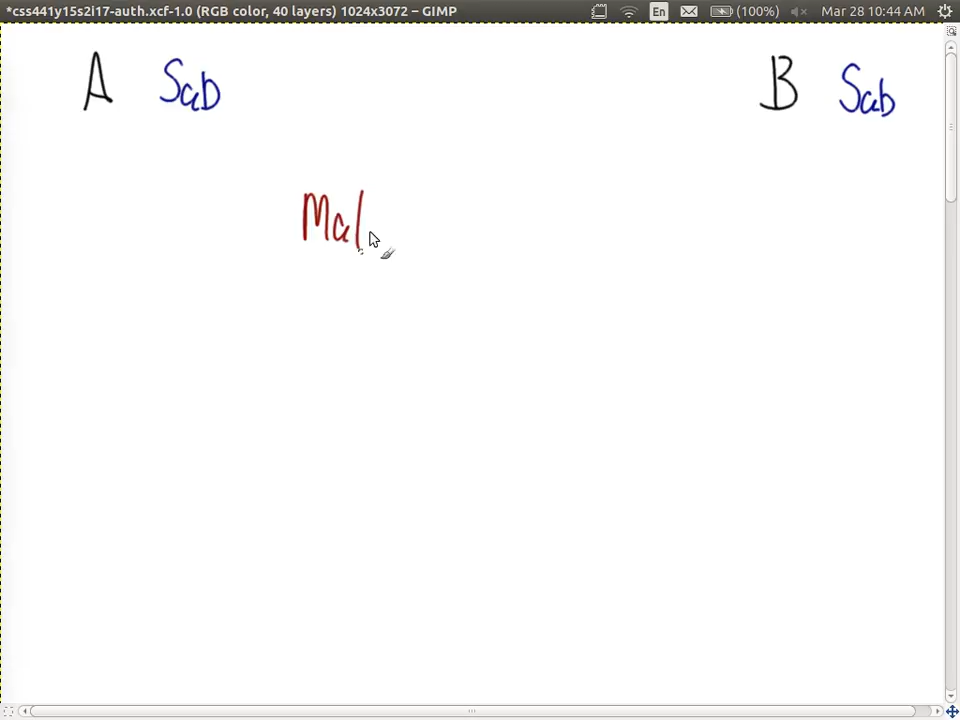 *css441y15s2i17-auth.xcf-1.0 (RGB color, 40 layers) 1024x3072 – GIMP En (100%) Mar 28 10:44 AM
A Sab B Sab
Mal